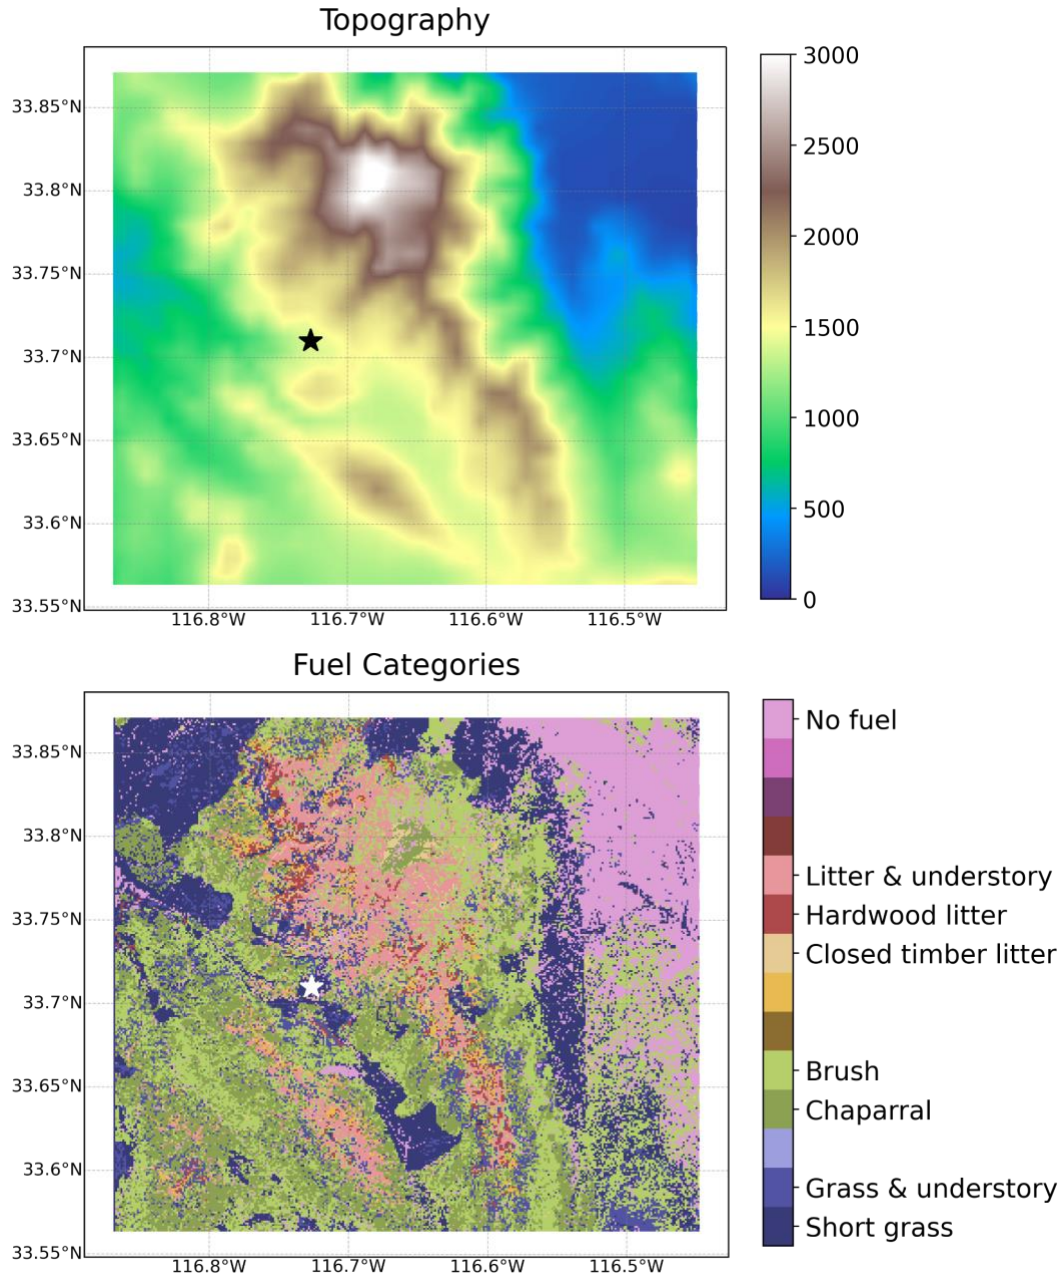 Topography
33.85°N
33.8°N
33.75°N
33.7°N
33.65°N
33.6°N
33.55°N
116.8°W 116.7°W 116.6°W 116.5°W
3000
2500
2000
1500
1000
500
0
Fuel Categories
33.85°N
33.8°N
33.75°N
33.7°N
33.65°N
33.6°N
33.55°N
116.8°W 116.7°W 116.6°W 116.5°W
No fuel
Litter & understory
Hardwood litter
Closed timber litter
Brush
Chaparral
Grass & understory
Short grass